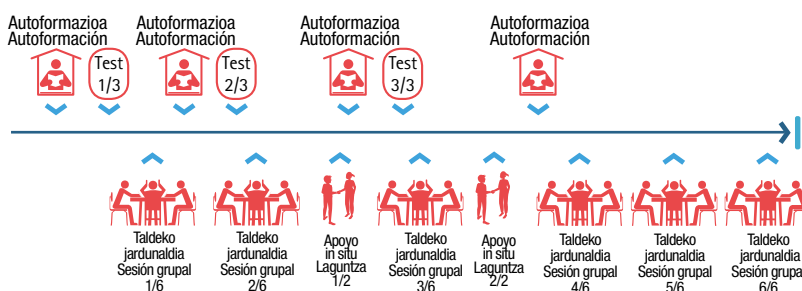 Autoformazioa
Autoformación
Test
1/3
Autoformazioa
Autoformación
Test
2/3
Autoformazioa
Autoformación
Test
3/3
Autoformazioa
Autoformación
Taldeko
jardunaldia
Sesión grupal
1/6
Taldeko
jardunaldia
Sesión grupal
2/6
Apoyo
in situ
Laguntza
1/2
Taldeko
jardunaldia
Sesión grupal
3/6
Apoyo
in situ
Laguntza
2/2
Taldeko
jardunaldia
Sesión grupal
4/6
Taldeko
jardunaldia
Sesión grupal
5/6
Taldeko
jardunaldia
Sesión grupal
6/6